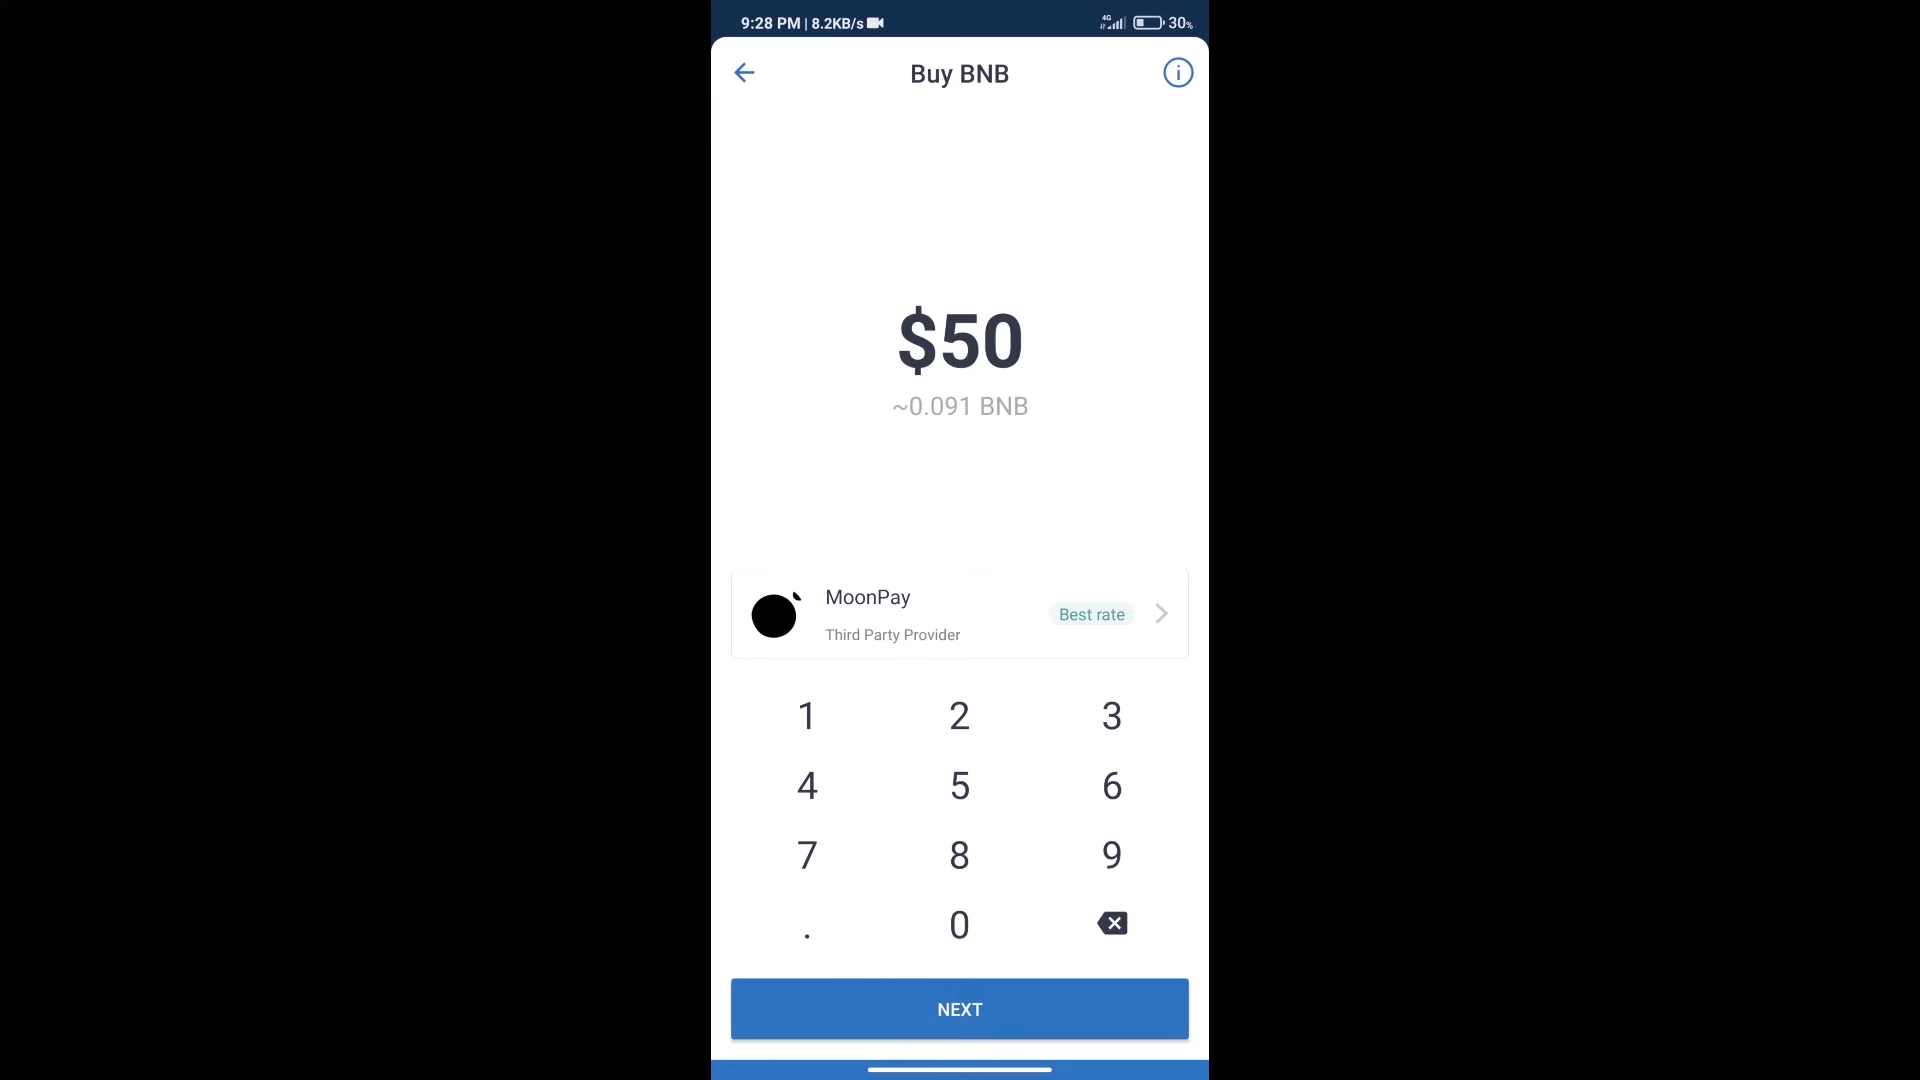 9:28 PM | 8.2KB/s 4G 30%
Buy BNB
$50
~0.091 BNB
MoonPay
Best rate
Third Party Provider
1 2 3
4 5 6
7 8 9
. 0
NEXT